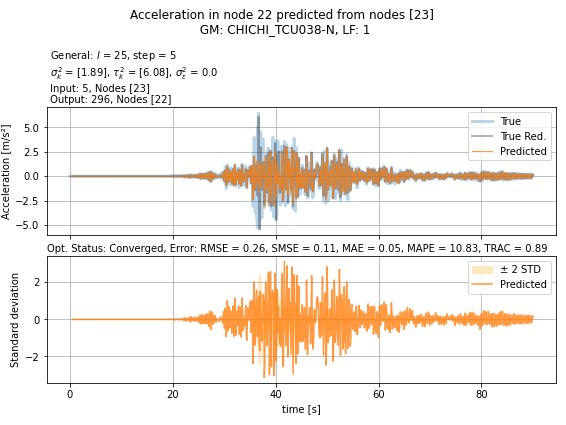 Acceleration in node 22 predicted from nodes [23]
GM: CHICHI_TCU038-N, LF: 1
General: l = 25, step = 5
σ²ₖ = [1.89], τ²ₖ = [6.08], σ²ε = 0.0
Input: 5, Nodes [23]
Output: 296, Nodes [22]
Acceleration [m/s²]
5.0
2.5
0.0
−2.5
−5.0
True
True Red.
Predicted
Opt. Status: Converged, Error: RMSE = 0.26, SMSE = 0.11, MAE = 0.05, MAPE = 10.83, TRAC = 0.89
Standard deviation
2
0
−2
± 2 STD
Predicted
0 20 40 60 80
time [s]